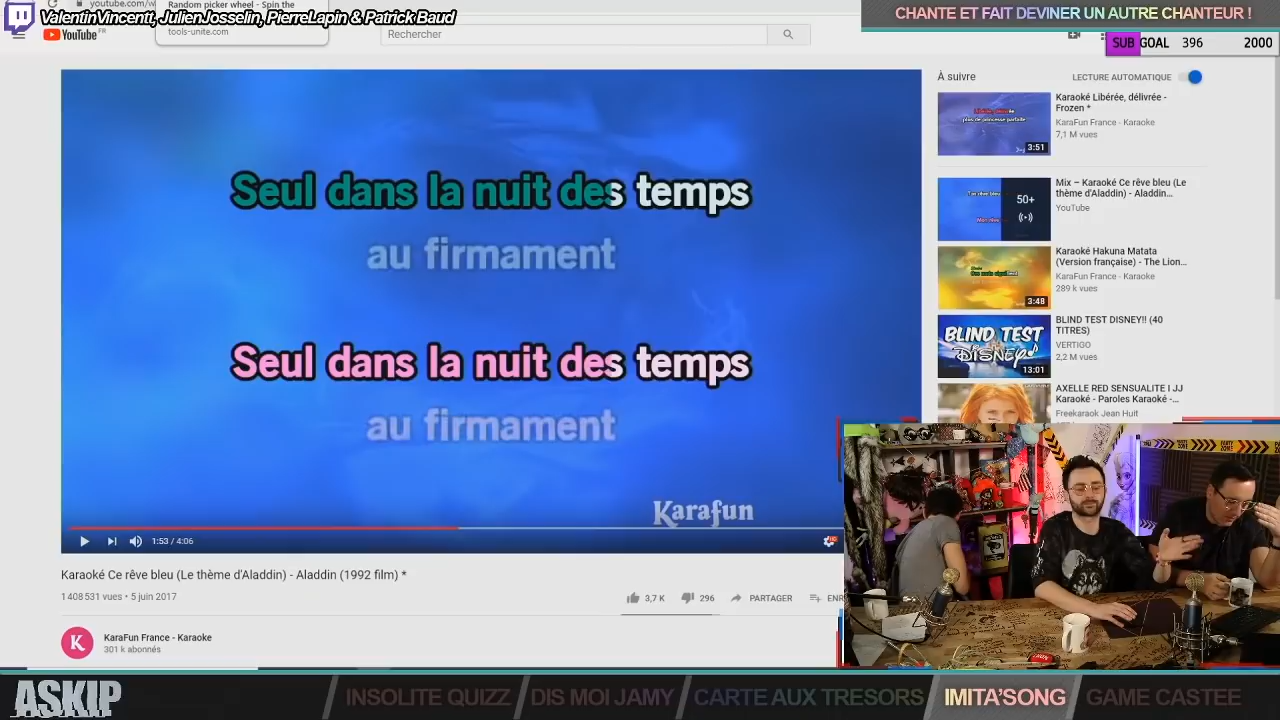 youtube.com/w
Random picker wheel - Spin the
tools-unite.com
ValentinVincentt, JulienJosselin, PierreLapin & Patrick Baud
CHANTE ET FAIT DEVINER UN AUTRE CHANTEUR !
SUB GOAL 396 2000
YouTube FR
Rechercher
Seul dans la nuit des temps
au firmament
Seul dans la nuit des temps
au firmament
Karafun
1:53 / 4:06
HD
Karaoké Ce rêve bleu (Le thème d'Aladdin) - Aladdin (1992 film) *
1 408 531 vues • 5 juin 2017
3,7 K
296
PARTAGER
ENR
K
KaraFun France - Karaoke
301 k abonnés
À suivre
LECTURE AUTOMATIQUE
Karaoké Libérée, délivrée -
Frozen *
KaraFun France - Karaoke
7,1 M vues
3:51
Mix – Karaoké Ce rêve bleu (Le
thème d'Aladdin) - Aladdin...
YouTube
50+
Karaoké Hakuna Matata
(Version française) - The Lion...
KaraFun France - Karaoke
289 k vues
3:48
BLIND TEST DISNEY!! (40
TITRES)
VERTIGO
2,2 M vues
BLIND TEST
DISNEY
13:01
AXELLE RED SENSUALITE I JJ
Karaoké - Paroles Karaoké -...
Freekaraok Jean Huit
ASKIP
INSOLITE QUIZZ
DIS MOI JAMY
CARTE AUX TRESORS
IMITA'SONG
GAME CASTEE